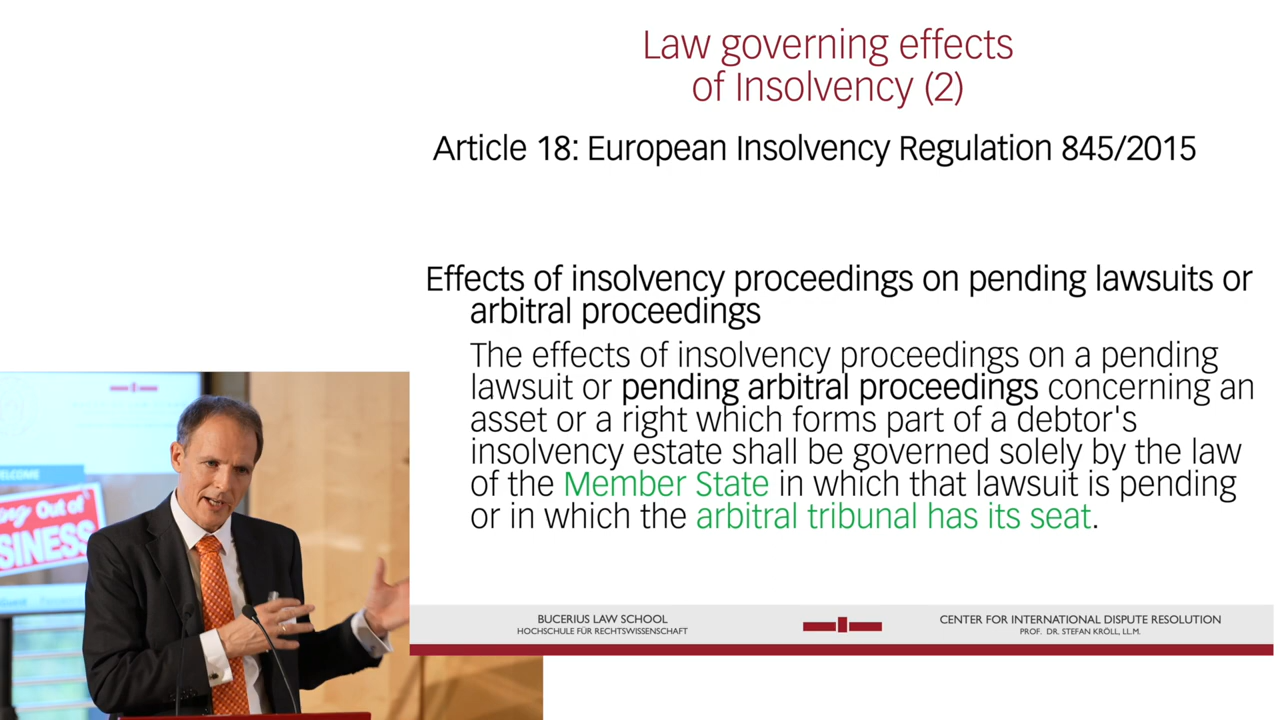 Law governing effects
of Insolvency (2)
Article 18: European Insolvency Regulation 845/2015
Effects of insolvency proceedings on pending lawsuits or
arbitral proceedings
The effects of insolvency proceedings on a pending
lawsuit or pending arbitral proceedings concerning an
asset or a right which forms part of a debtor's
insolvency estate shall be governed solely by the law
of the Member State in which that lawsuit is pending
or in which the arbitral tribunal has its seat.
Out of
BUCERIUS LAW SCHOOL
HOCHSCHULE FÜR RECHTSWISSENSCHAFT
CENTER FOR INTERNATIONAL DISPUTE RESOLUTION
PROF. DR. STEFAN KRÖLL, LL.M.